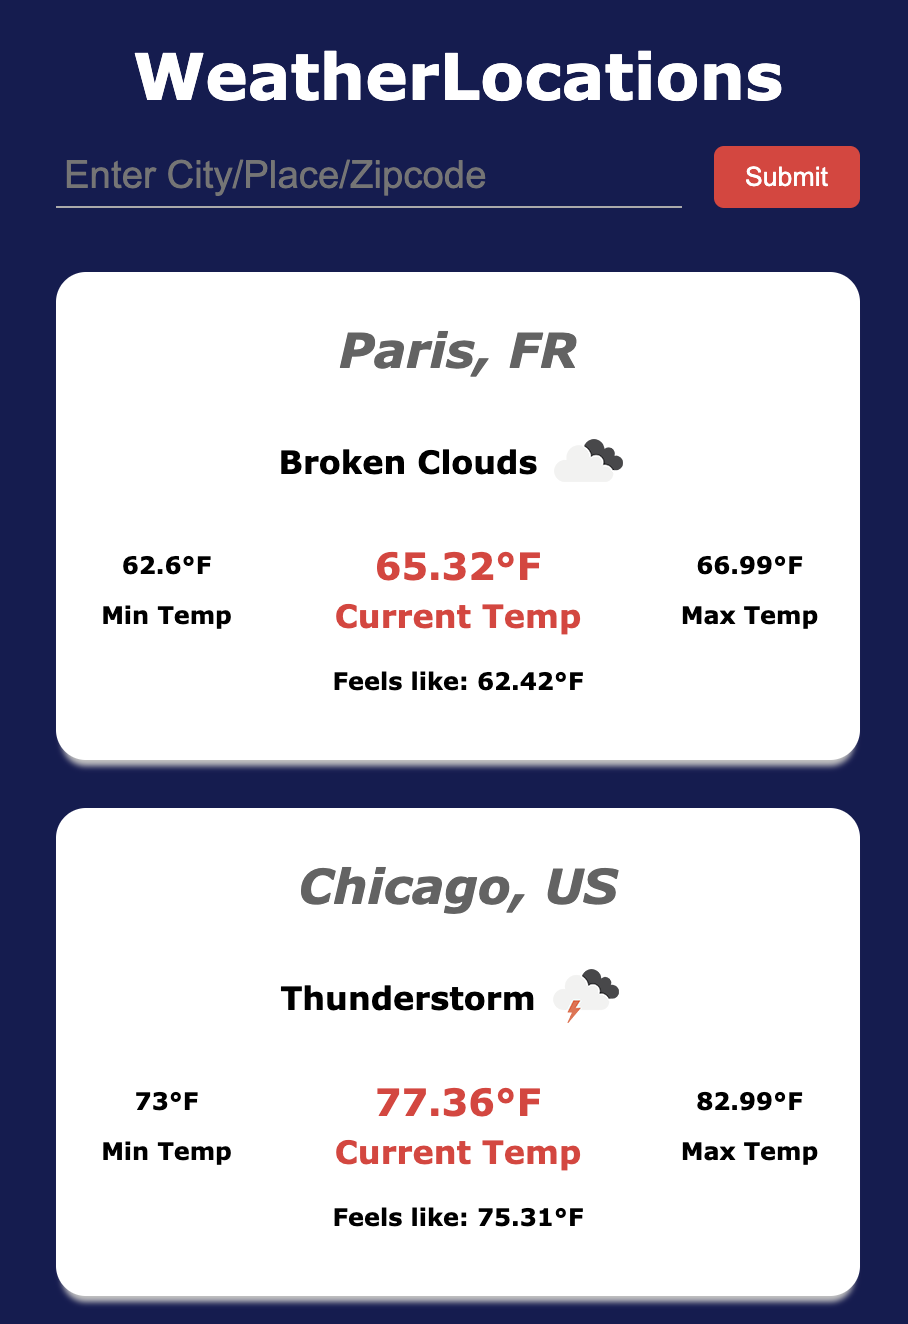 WeatherLocations
Enter City/Place/Zipcode Submit
Paris, FR
Broken Clouds
62.6°F 65.32°F 66.99°F
Min Temp Current Temp Max Temp
Feels like: 62.42°F
Chicago, US
Thunderstorm
73°F 77.36°F 82.99°F
Min Temp Current Temp Max Temp
Feels like: 75.31°F